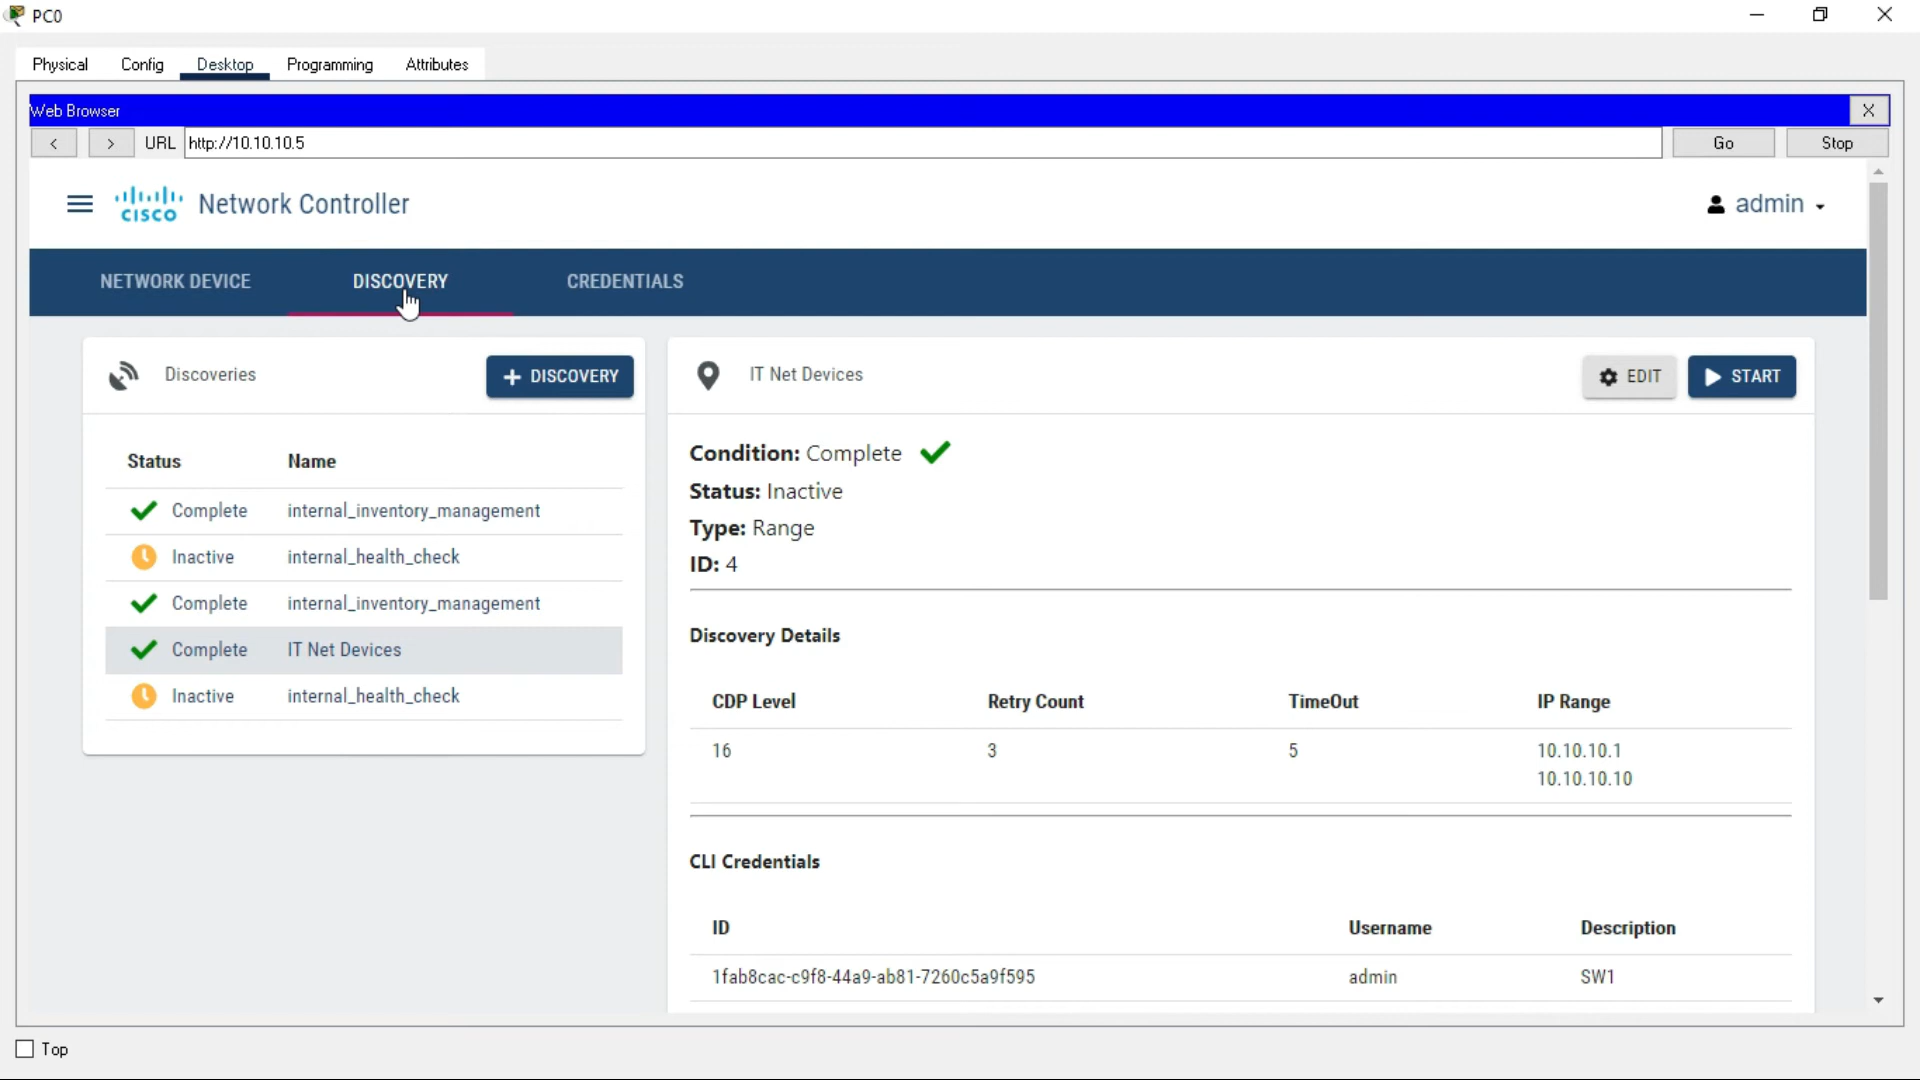 PC0
Physical Config Desktop Programming Attributes
Web Browser X
< > URL http://10.10.10.5 Go Stop
CISCO Network Controller admin
NETWORK DEVICE DISCOVERY CREDENTIALS
Discoveries + DISCOVERY
Status Name
Complete internal_inventory_management
Inactive internal_health_check
Complete internal_inventory_management
Complete IT Net Devices
Inactive internal_health_check
IT Net Devices EDIT START
Condition: Complete
Status: Inactive
Type: Range
ID: 4
Discovery Details
CDP Level Retry Count TimeOut IP Range
16 3 5 10.10.10.1
10.10.10.10
CLI Credentials
ID Username Description
1fab8cac-c9f8-44a9-ab81-7260c5a9f595 admin SW1
Top